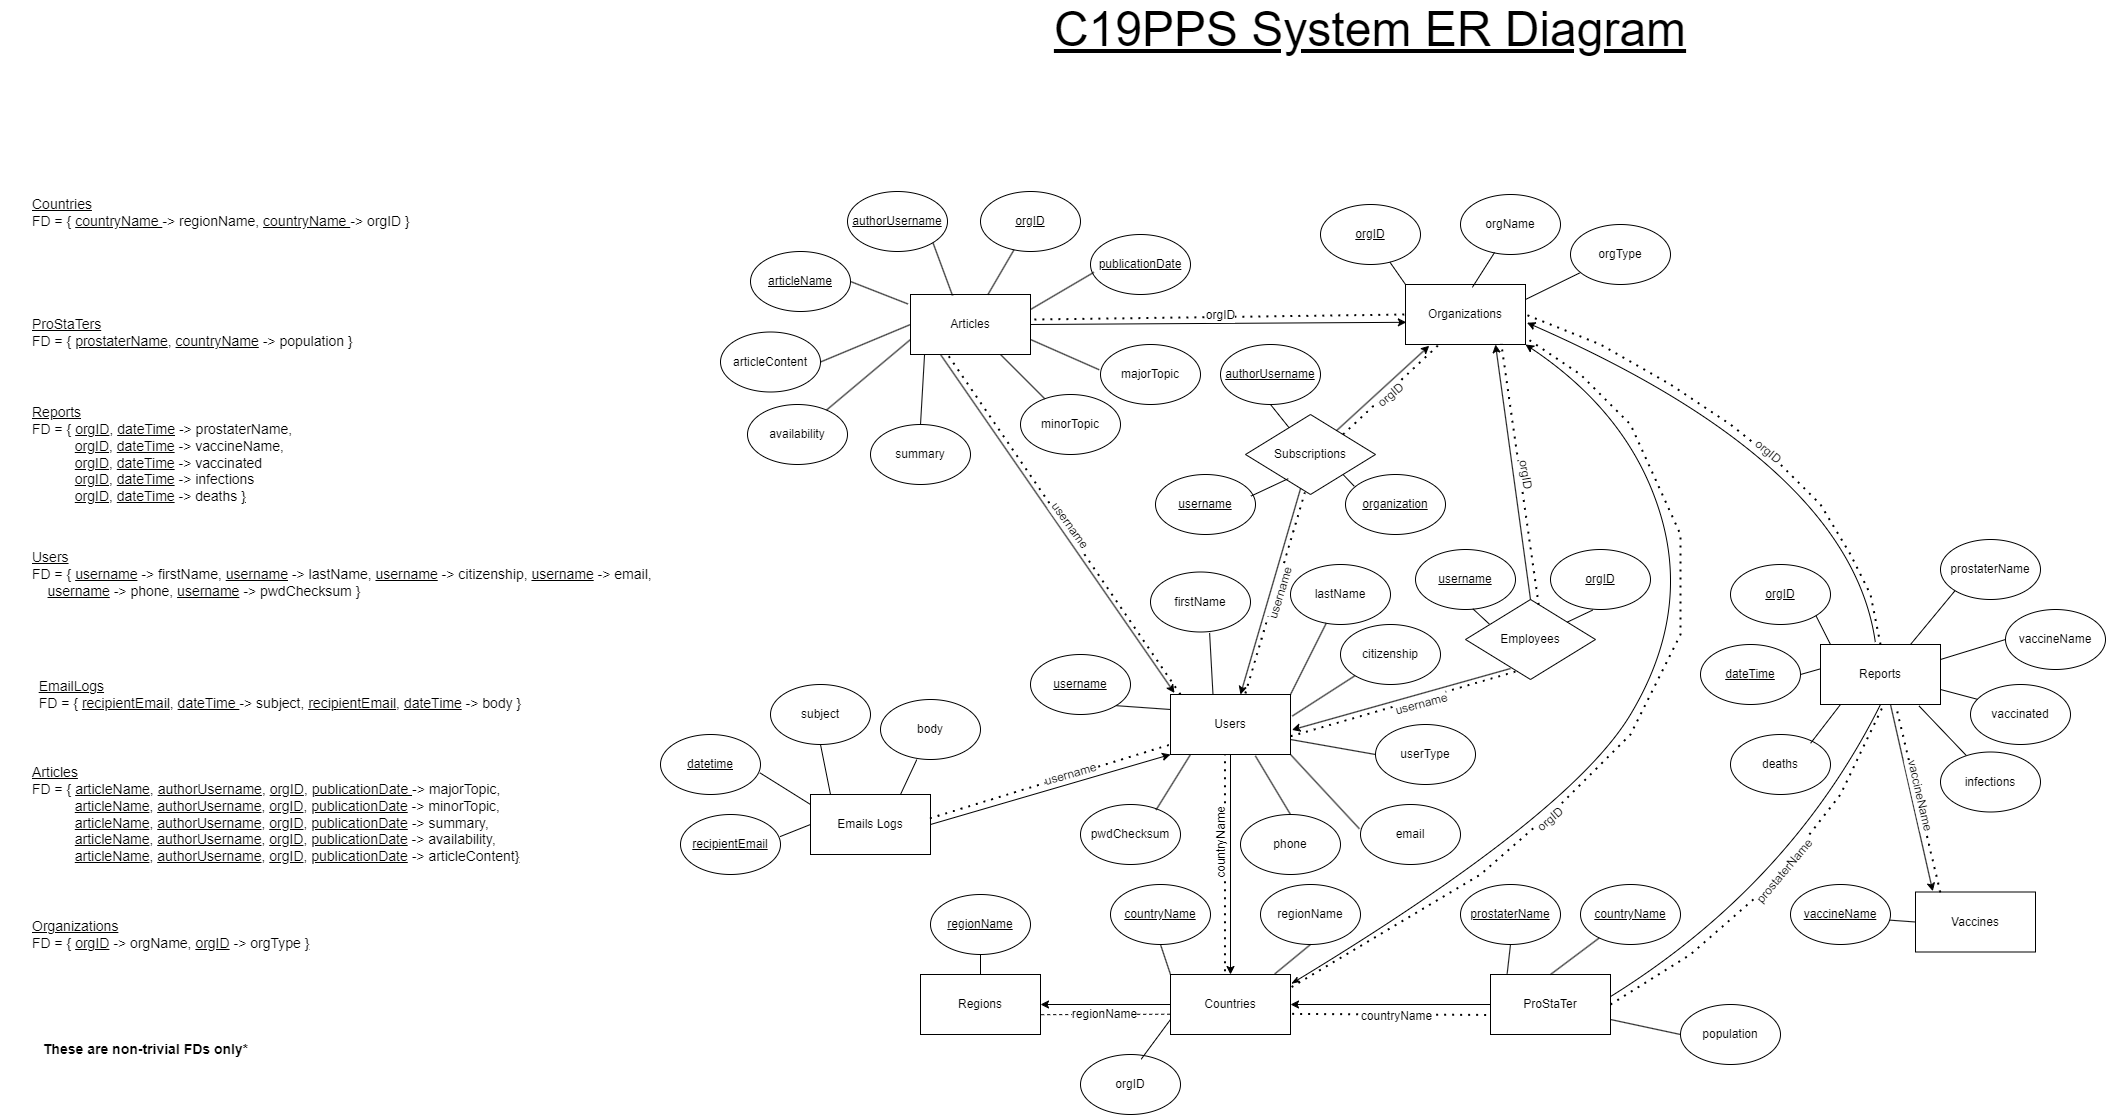 C19PPS System ER Diagram
Countries
FD = { countryName -> regionName, countryName -> orgID }
ProStaTers
FD = { prostaterName, countryName -> population }
Reports
FD = { orgID, dateTime -> prostaterName,
orgID, dateTime -> vaccineName,
orgID, dateTime -> vaccinated
orgID, dateTime -> infections
orgID, dateTime -> deaths }
Users
FD = { username -> firstName, username -> lastName, username -> citizenship, username -> email,
username -> phone, username -> pwdChecksum }
EmailLogs
FD = { recipientEmail, dateTime -> subject, recipientEmail, dateTime -> body }
Articles
FD = { articleName, authorUsername, orgID, publicationDate -> majorTopic,
articleName, authorUsername, orgID, publicationDate -> minorTopic,
articleName, authorUsername, orgID, publicationDate -> summary,
articleName, authorUsername, orgID, publicationDate -> availability,
articleName, authorUsername, orgID, publicationDate -> articleContent}
Organizations
FD = { orgID -> orgName, orgID -> orgType }
These are non-trivial FDs only*
authorUsername
orgID
publicationDate
articleName
Articles
articleContent
availability
summary
minorTopic
majorTopic
orgID
username
orgID
orgName
orgType
Organizations
authorUsername
orgID
Subscriptions
username
organization
username
orgID
username
orgID
Employees
username
orgID
orgID
firstName
lastName
citizenship
username
Users
userType
pwdChecksum
phone
email
username
countryName
subject
body
datetime
Emails Logs
recipientEmail
orgID
prostaterName
vaccineName
dateTime
Reports
vaccinated
deaths
infections
vaccineName
prostaterName
vaccineName
Vaccines
regionName
Regions
regionName
countryName
regionName
Countries
orgID
countryName
prostaterName
countryName
ProStaTer
population